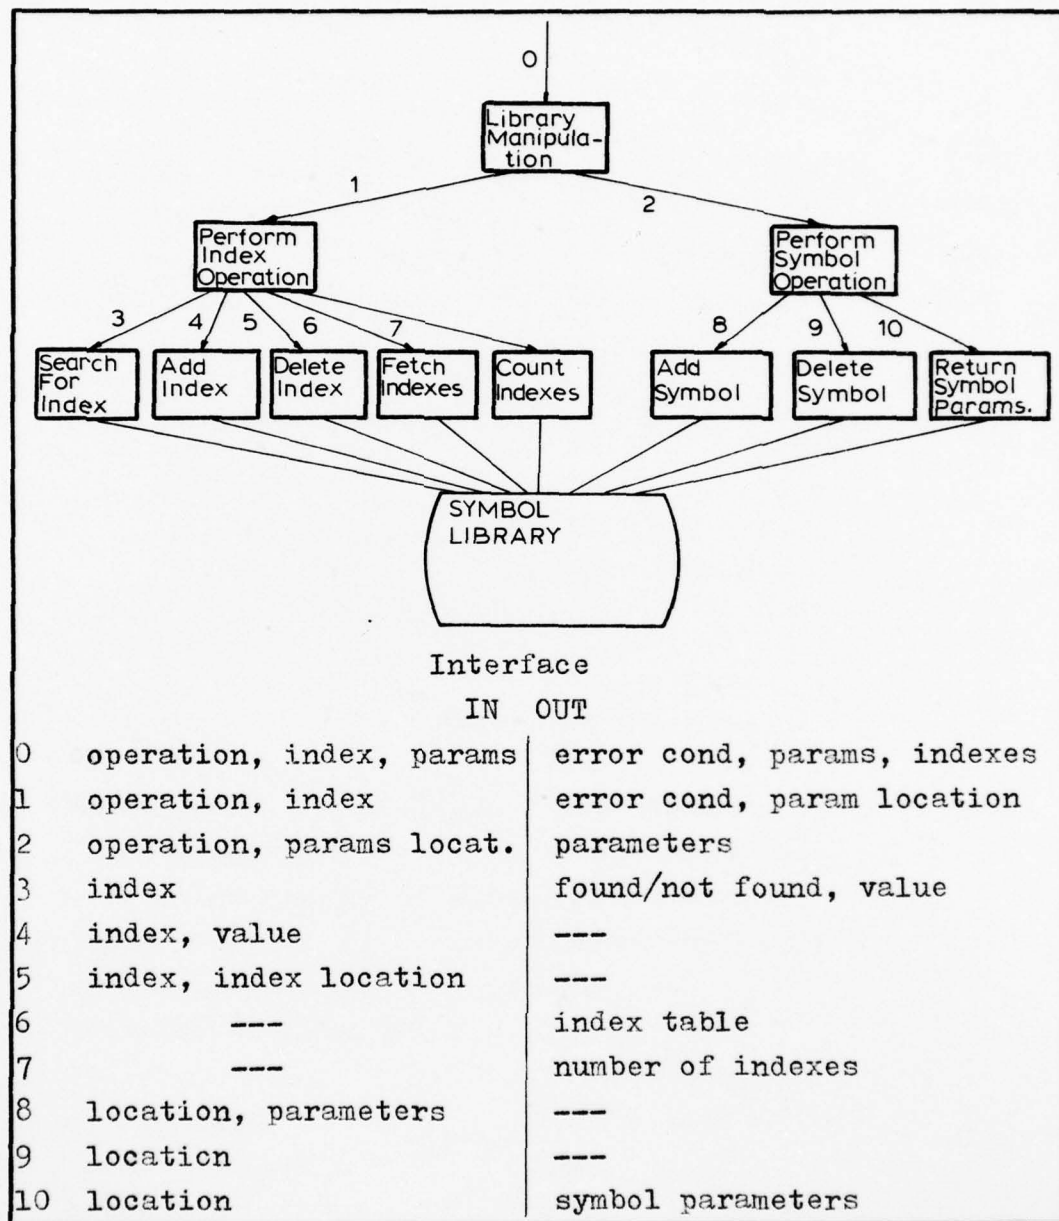 0
Library
Manipula-
tion
1
2
Perform
Index
Operation
Perform
Symbol
Operation
3
4
5
6
7
8
9
10
Search
For
Index
Add
Index
Delete
Index
Fetch
Indexes
Count
Indexes
Add
Symbol
Delete
Symbol
Return
Symbol
Params.
SYMBOL
LIBRARY
Interface
IN OUT
0 operation, index, params error cond, params, indexes
1 operation, index error cond, param location
2 operation, params locat. parameters
3 index found/not found, value
4 index, value ---
5 index, index location ---
6 --- index table
7 --- number of indexes
8 location, parameters ---
9 location ---
10 location symbol parameters